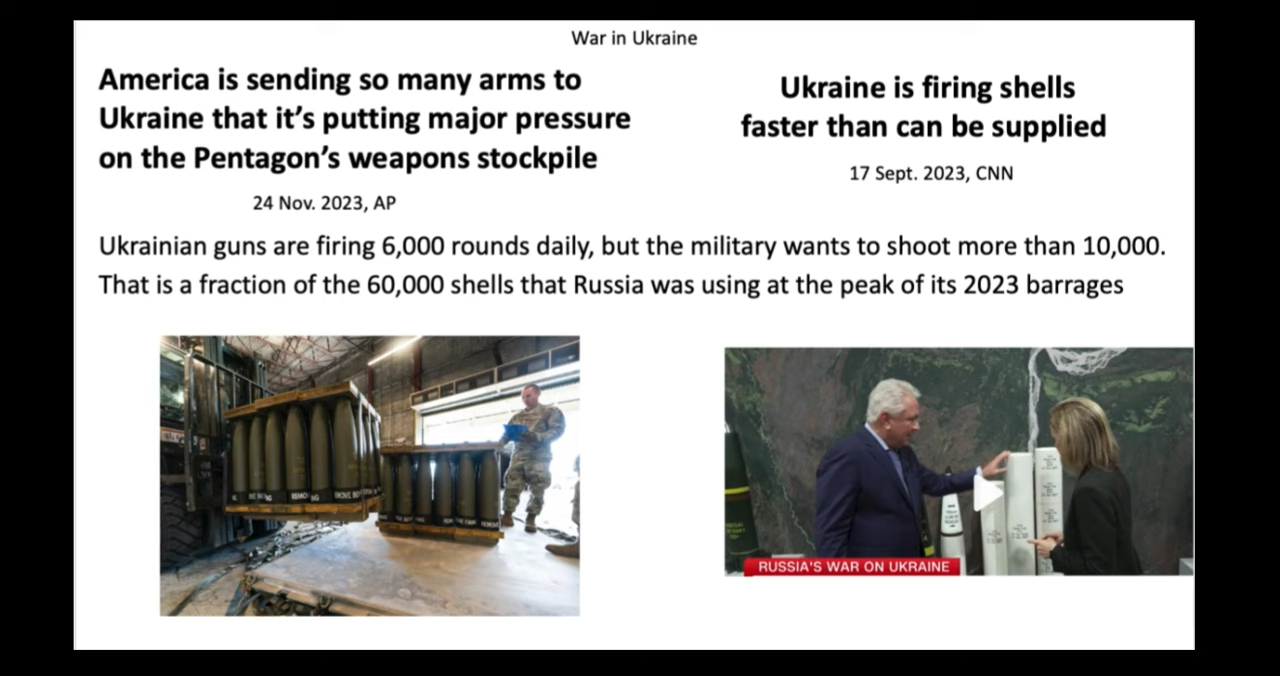 War in Ukraine
America is sending so many arms to
Ukraine that it’s putting major pressure
on the Pentagon’s weapons stockpile
24 Nov. 2023, AP
Ukraine is firing shells
faster than can be supplied
17 Sept. 2023, CNN
Ukrainian guns are firing 6,000 rounds daily, but the military wants to shoot more than 10,000.
That is a fraction of the 60,000 shells that Russia was using at the peak of its 2023 barrages
RUSSIA'S WAR ON UKRAINE